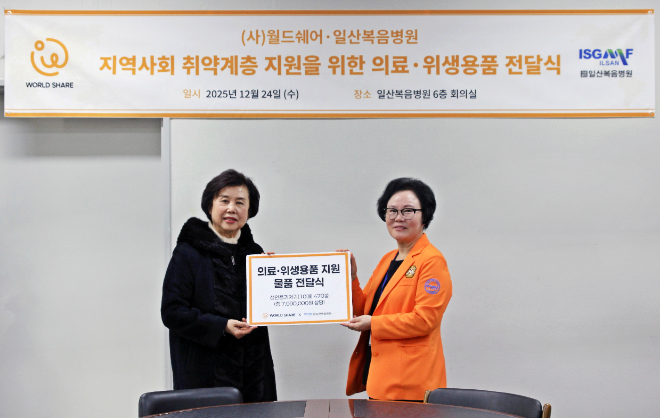 (사)월드쉐어·일산복음병원
지역사회 취약계층 지원을 위한 의료·위생용품 전달식
일시 2025년 12월 24일 (수)
장소 일산복음병원 6층 회의실
WORLD SHARE
ISGMF
ILSAN
일산복음병원
의료·위생용품 지원
물품 전달식
WORLD SHARE